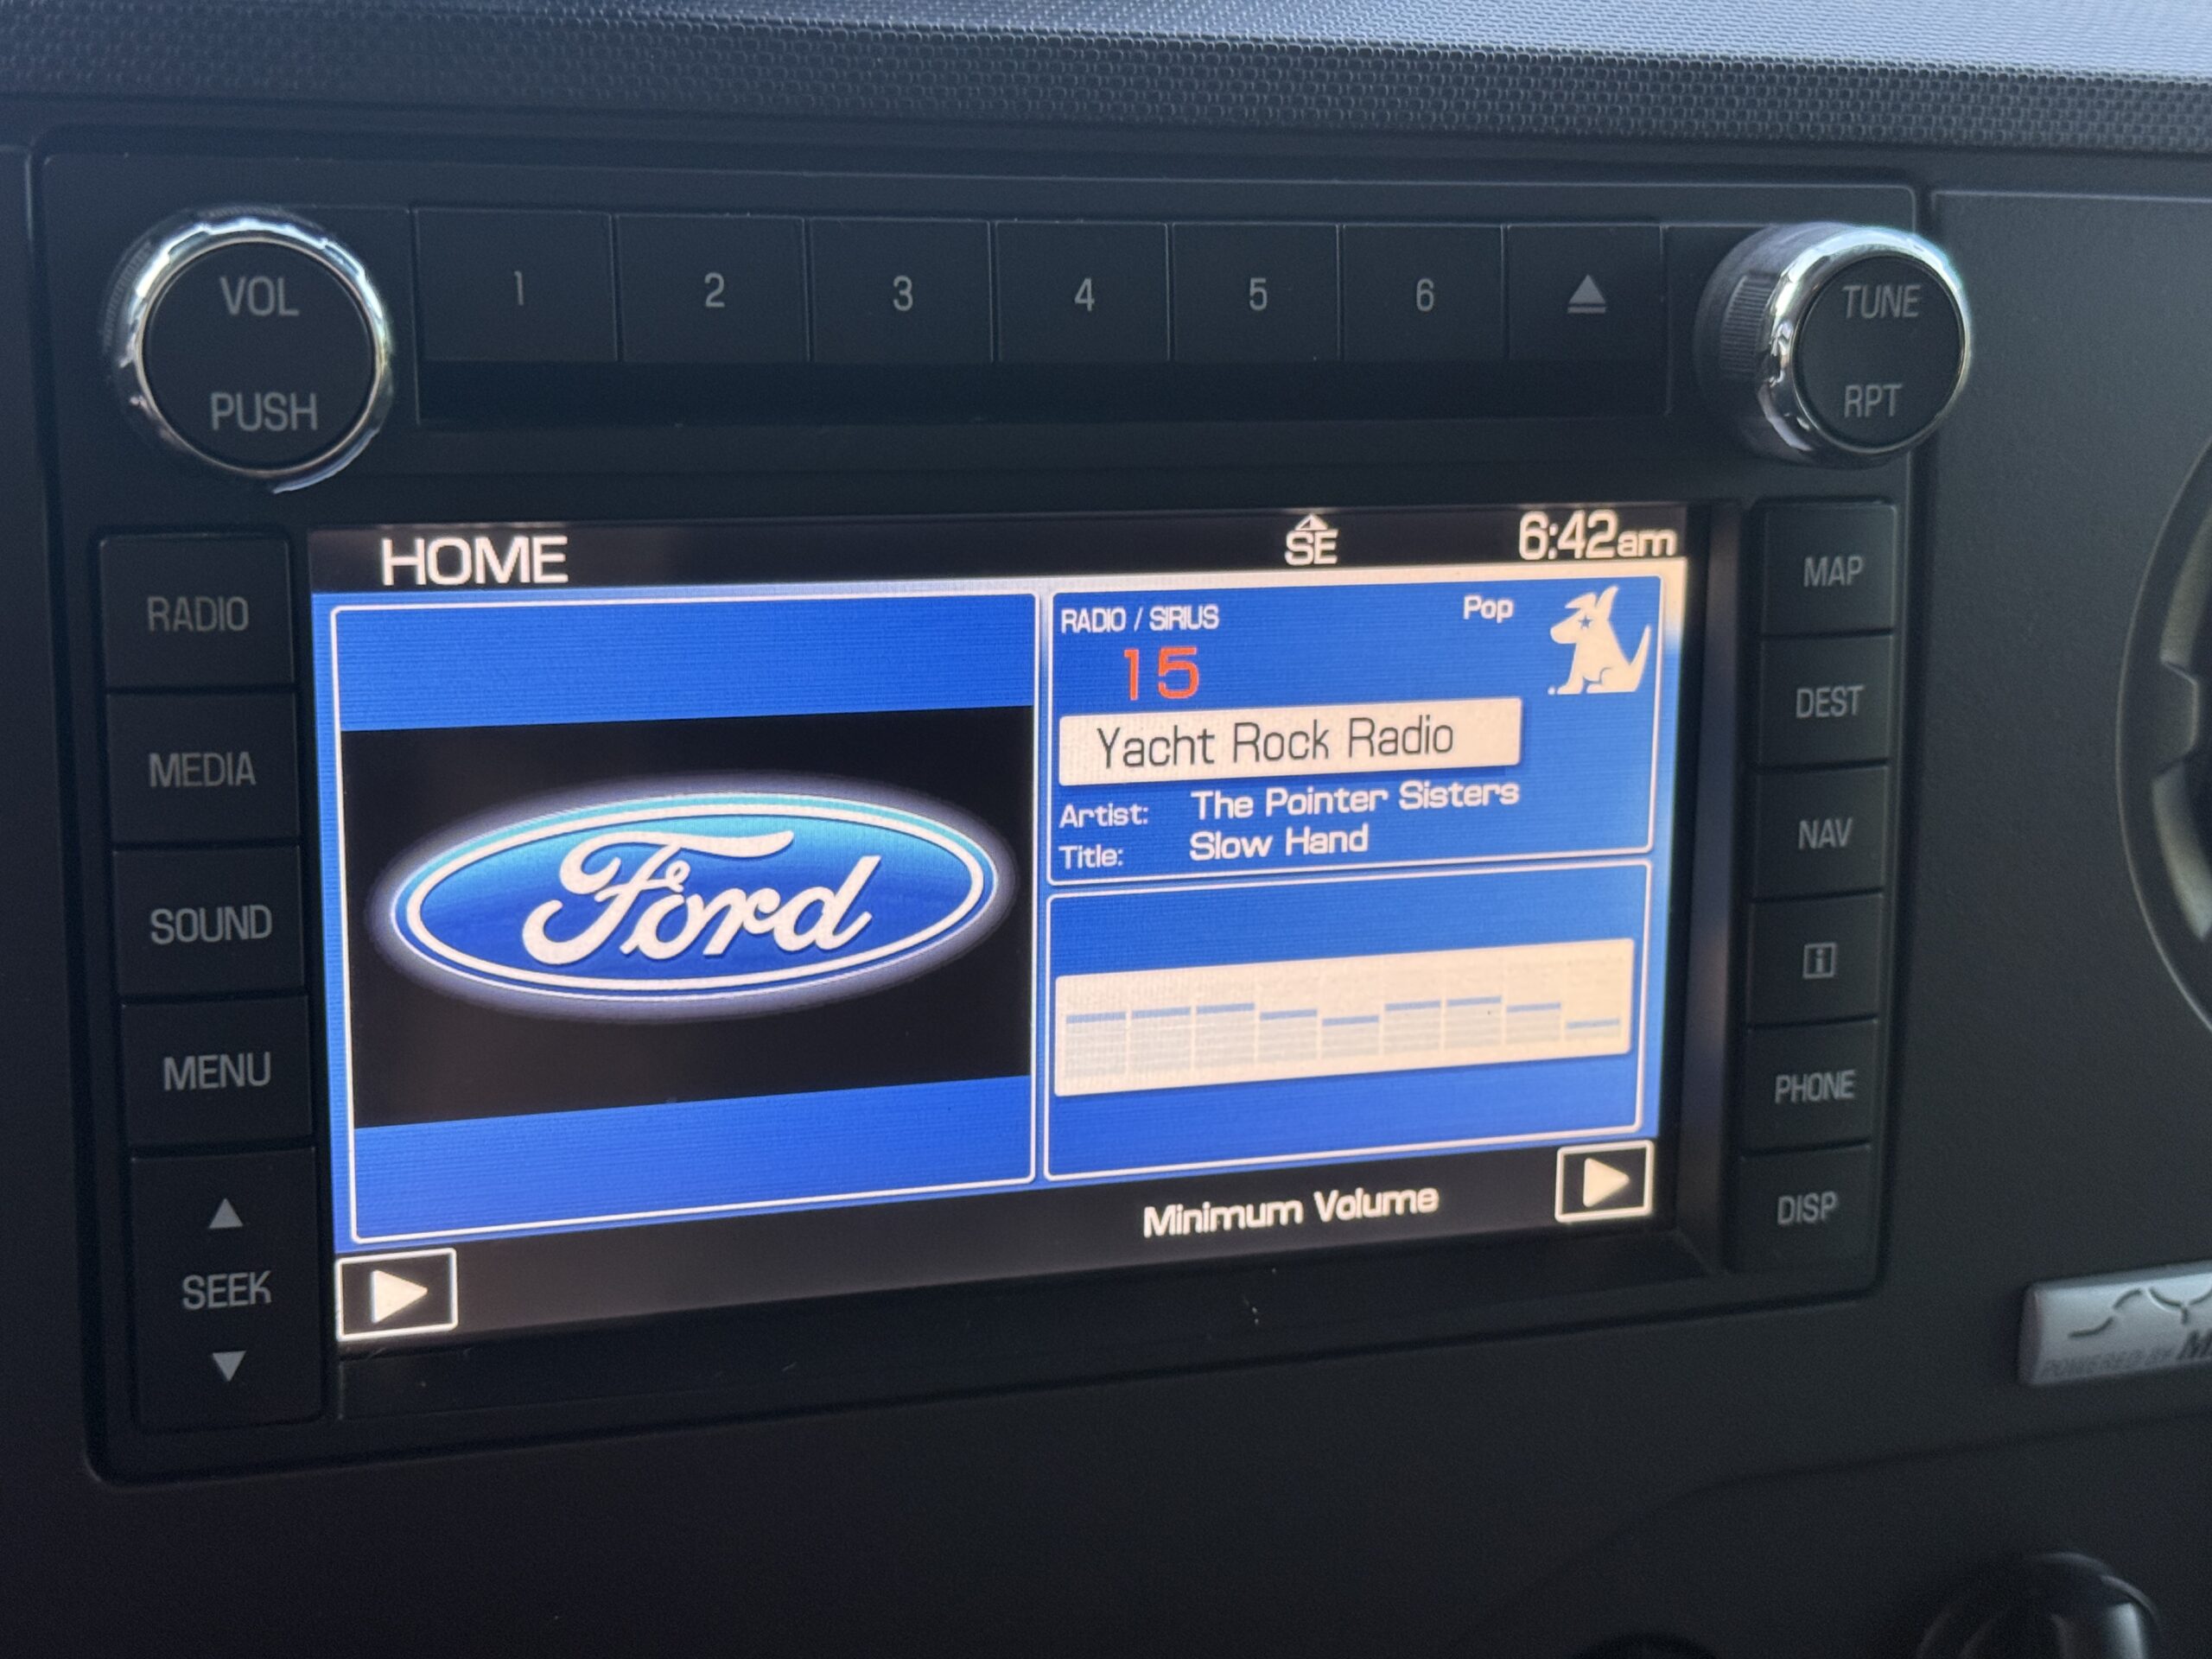 VOL
PUSH
1 2 3 4 5 6
TUNE
RPT
HOME
SE
6:42am
RADIO
MEDIA
SOUND
MENU
SEEK
Ford
RADIO / SIRIUS
Pop
15
Yacht Rock Radio
Artist: The Pointer Sisters
Title: Slow Hand
Minimum Volume
MAP
DEST
NAV
i
PHONE
DISP
POWERED BY